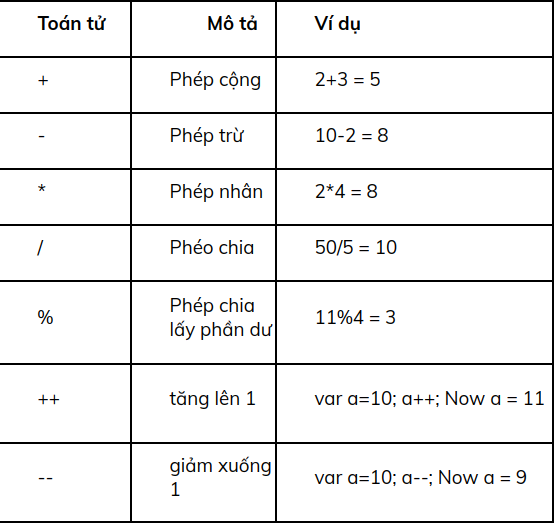 Toán tử Mô tả Ví dụ
+ Phép cộng 2+3 = 5
- Phép trừ 10-2 = 8
* Phép nhân 2*4 = 8
/ Phéo chia 50/5 = 10
% Phép chia lấy phần dư 11%4 = 3
++ tăng lên 1 var a=10; a++; Now a = 11
-- giảm xuống 1 var a=10; a--; Now a = 9